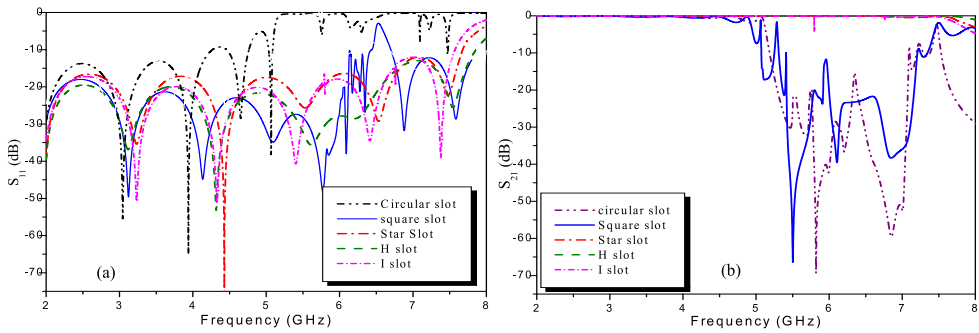 0
-10
-20
-30
-40
-50
-60
-70
S11 (dB)
(a)
Circular slot
square slot
Star Slot
H slot
I slot
2 3 4 5 6 7 8
Frequency (GHz)
0
-10
-20
-30
-40
-50
-60
-70
S21 (dB)
(b)
circular slot
Square slot
Star slot
H slot
I slot
2 3 4 5 6 7 8
Frequency (GHz)